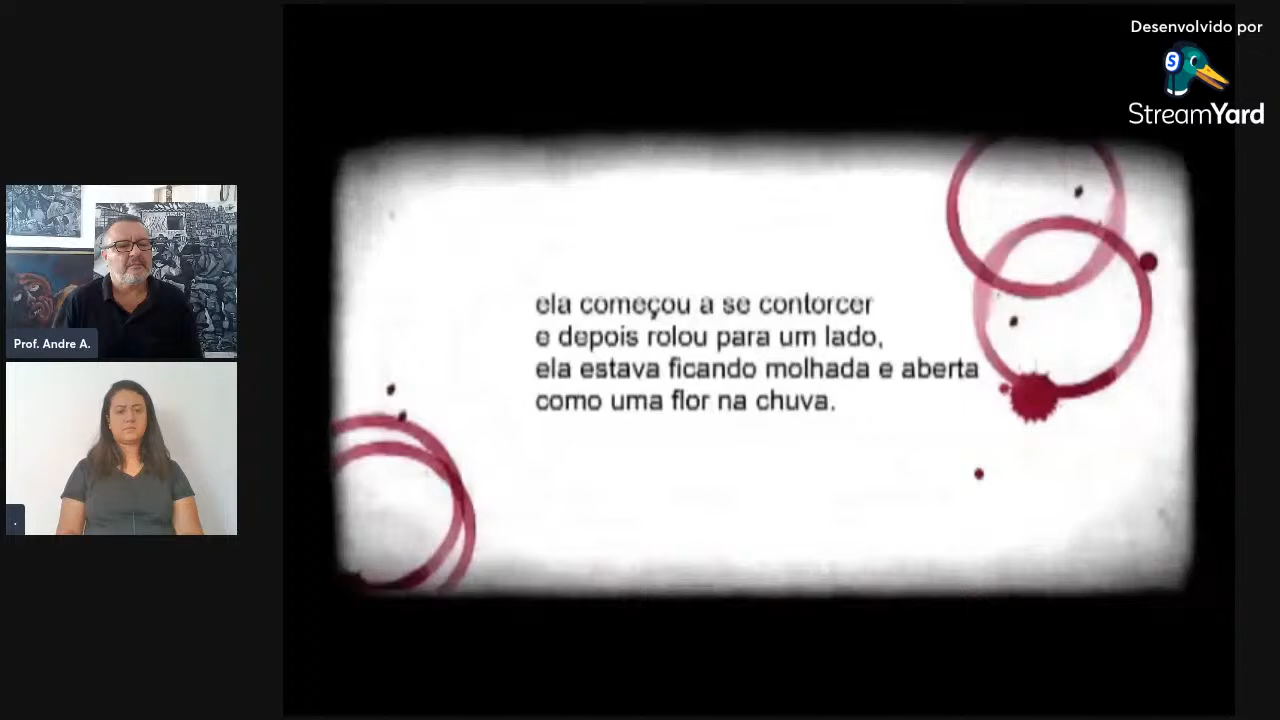 Desenvolvido por
StreamYard
Prof. Andre A.
.
ela começou a se contorcer
e depois rolou para um lado,
ela estava ficando molhada e aberta
como uma flor na chuva.